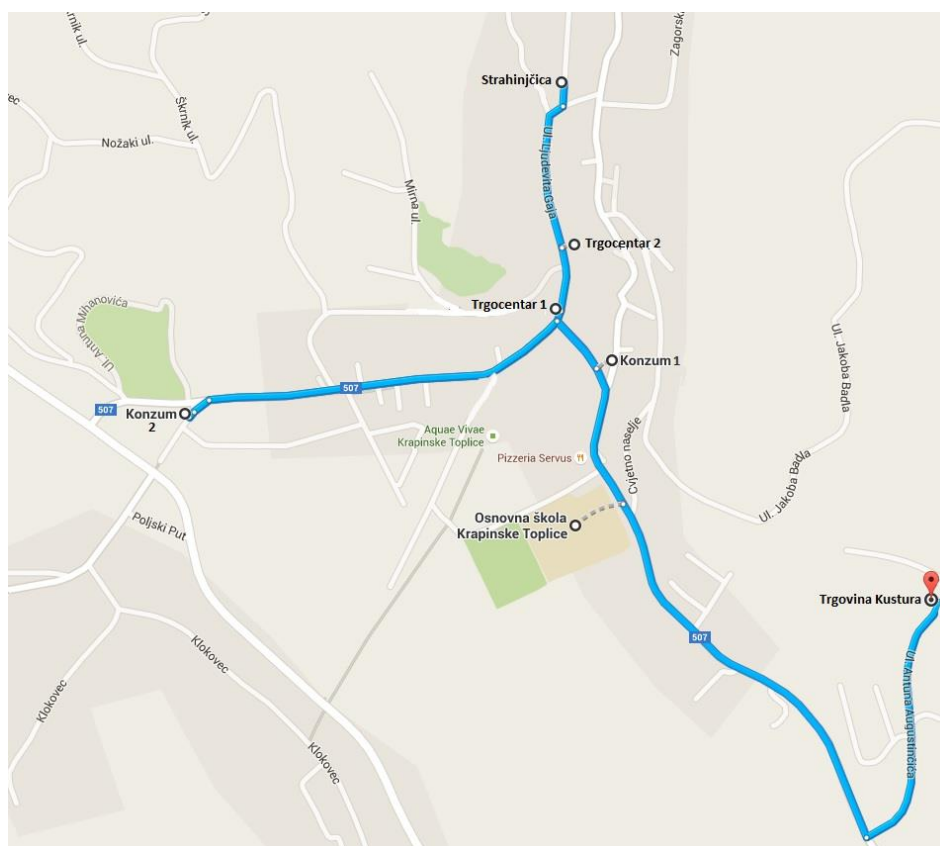 Škrnik ul.
Nožaki ul.
Mirna ul.
Strahinjčica
Zagorska
Ul. Ljudevita Gaja
Trgocentar 2
Trgocentar 1
Ul. Antuna Mihanovića
Konzum 1
Ul. Jakoba Badla
507
507
Konzum
2
Aquae Vivae
Krapinske Toplice
Pizzeria Servus
Cvjetno naselje
Ul. Jakoba Badla
Poljski Put
Osnovna škola
Krapinske Toplice
Trgovina Kustura
507
Klokovec
Klokovec
Klokovec
Ul. Antuna Augustinčića